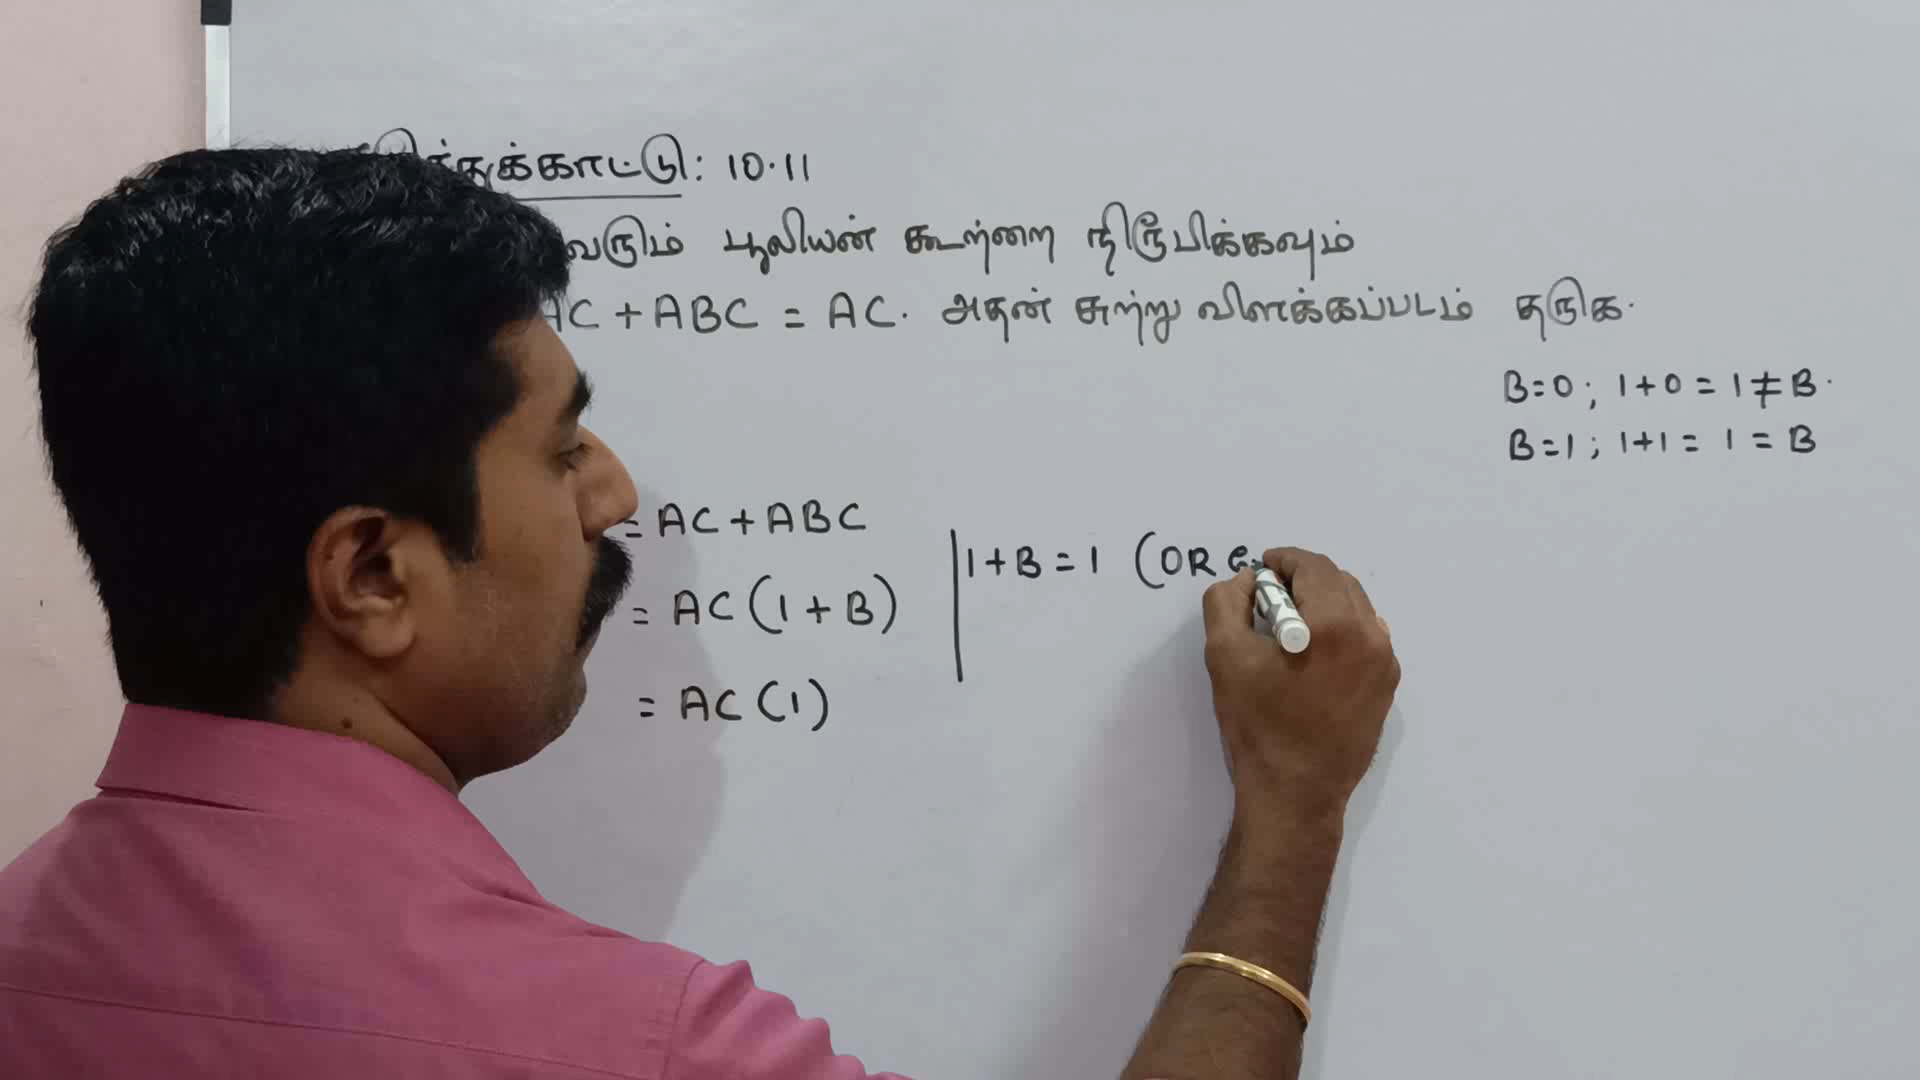 எடுத்துக்காட்டு: 10.11
வரும் பூலியன் கூற்றை நிரூபிக்கவும்
AC + ABC = AC. அதன் சுற்று விளக்கப்படம் தருக.
B=0; 1+0 = 1 ≠ B.
B=1; 1+1 = 1 = B
= AC + ABC
1+B = 1 (OR
= AC (1 + B)
= AC (1)